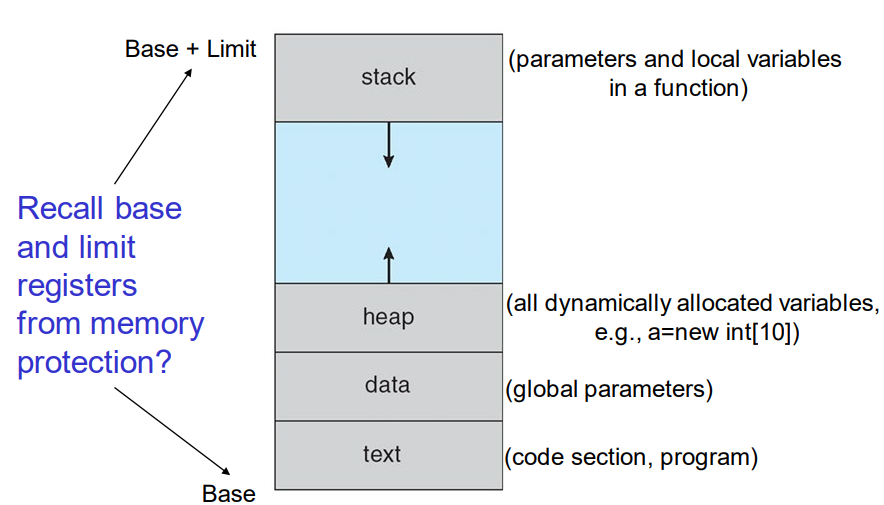 Base + Limit
stack
(parameters and local variables
in a function)
Recall base
and limit
registers
from memory
protection?
heap
(all dynamically allocated variables,
e.g., a=new int[10])
data
(global parameters)
text
(code section, program)
Base